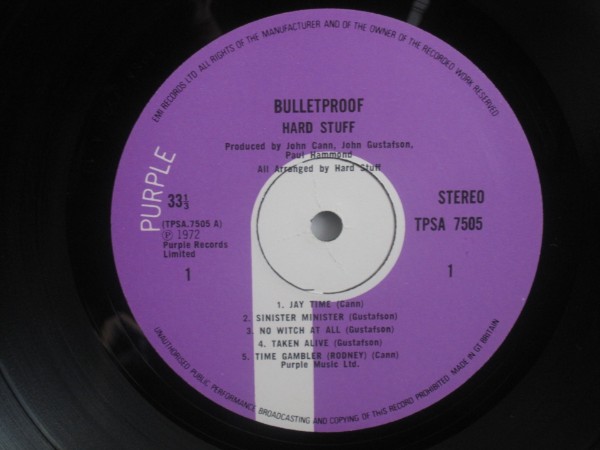 EMI RECORDS LTD ALL RIGHTS OF THE MANUFACTURER AND OF THE OWNER OF THE RECORDED WORK RESERVED
BULLETPROOF
HARD STUFF
Produced by John Cann, John Gustafson,
Paul Hammond
All Arranged by Hard Stuff
PURPLE
33⅓
(TPSA.7505 A)
Ⓟ 1972
Purple Records
Limited
1
STEREO
TPSA 7505
1
1. JAY TIME (Cann)
2. SINISTER MINISTER (Gustafson)
3. NO WITCH AT ALL (Gustafson)
4. TAKEN ALIVE (Gustafson)
5. TIME GAMBLER (RODNEY) (Cann)
Purple Music Ltd.
UNAUTHORISED PUBLIC PERFORMANCE BROADCASTING AND COPYING OF THIS RECORD PROHIBITED MADE IN GT BRITAIN